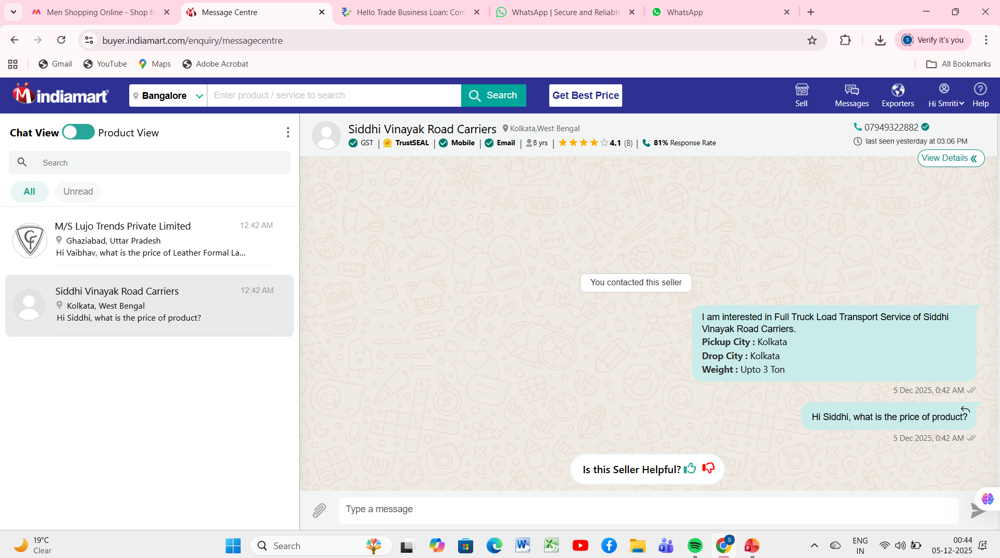 Men Shopping Online - Shop fo
Message Centre
Hello Trade Business Loan: Com
WhatsApp | Secure and Reliable
WhatsApp
buyer.indiamart.com/enquiry/messagecentre
S
Verify it's you
Gmail
YouTube
Maps
Adobe Acrobat
All Bookmarks
indiamart
Bangalore
Enter product / service to search
Search
Get Best Price
Sell
Messages
Exporters
Hi Smriti
Help
Chat View
Product View
Search
All
Unread
M/S Lujo Trends Private Limited
12:42 AM
Ghaziabad, Uttar Pradesh
Hi Vaibhav, what is the price of Leather Formal La...
Siddhi Vinayak Road Carriers
12:42 AM
Kolkata, West Bengal
Hi Siddhi, what is the price of product?
Siddhi Vinayak Road Carriers
Kolkata,West Bengal
GST | TrustSEAL | Mobile | Email | 8 yrs | 4.1 (8) | 81% Response Rate
07949322882
last seen yesterday at 03:06 PM
View Details
You contacted this seller
I am interested in Full Truck Load Transport Service of Siddhi
Vinayak Road Carriers.
Pickup City : Kolkata
Drop City : Kolkata
Weight : Upto 3 Ton
5 Dec 2025, 0:42 AM
Hi Siddhi, what is the price of product?
5 Dec 2025, 0:42 AM
Is this Seller Helpful?
Type a message
19°C
Clear
Search
ENG
IN
00:44
05-12-2025